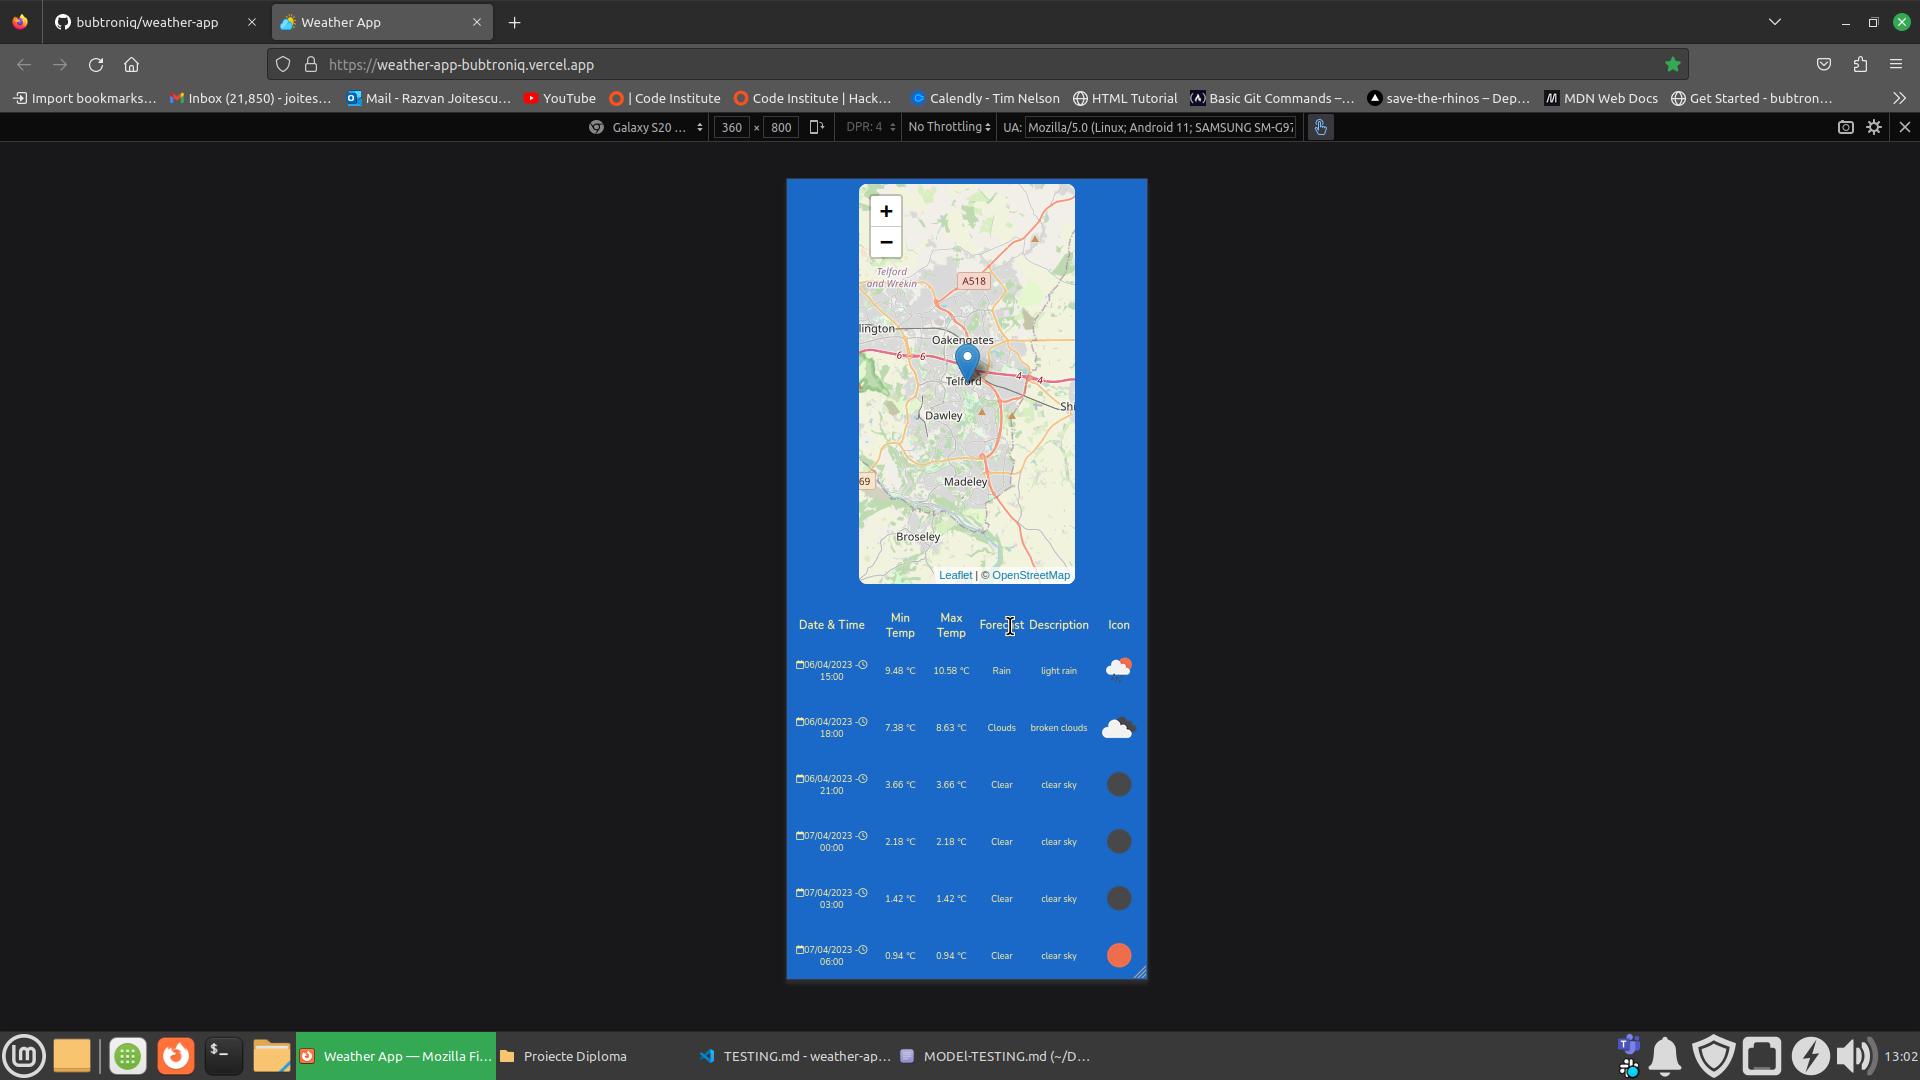 bubtroniq/weather-app
Weather App
https://weather-app-bubtroniq.vercel.app
Import bookmarks... Inbox (21,850) - joites... Mail - Razvan Joitescu... YouTube | Code Institute Code Institute | Hack... Calendly - Tim Nelson HTML Tutorial Basic Git Commands –... save-the-rhinos – Dep... MDN Web Docs Get Started - bubtron...
Galaxy S20 ... 360 × 800 DPR: 4 No Throttling UA: Mozilla/5.0 (Linux; Android 11; SAMSUNG SM-G97
+
−
Telford
and Wrekin
A518
lington
Oakengates
6 6
Telford
4 4
Shi
Dawley
69
Madeley
Broseley
Leaflet | © OpenStreetMap
Date & Time Min Temp Max Temp Forecast Description Icon
06/04/2023 - 15:00 9.48 °C 10.58 °C Rain light rain
06/04/2023 - 18:00 7.38 °C 8.63 °C Clouds broken clouds
06/04/2023 - 21:00 3.66 °C 3.66 °C Clear clear sky
07/04/2023 - 00:00 2.18 °C 2.18 °C Clear clear sky
07/04/2023 - 03:00 1.42 °C 1.42 °C Clear clear sky
07/04/2023 - 06:00 0.94 °C 0.94 °C Clear clear sky
Weather App — Mozilla Fi... Proiecte Diploma TESTING.md - weather-ap... MODEL-TESTING.md (~/D... 13:02